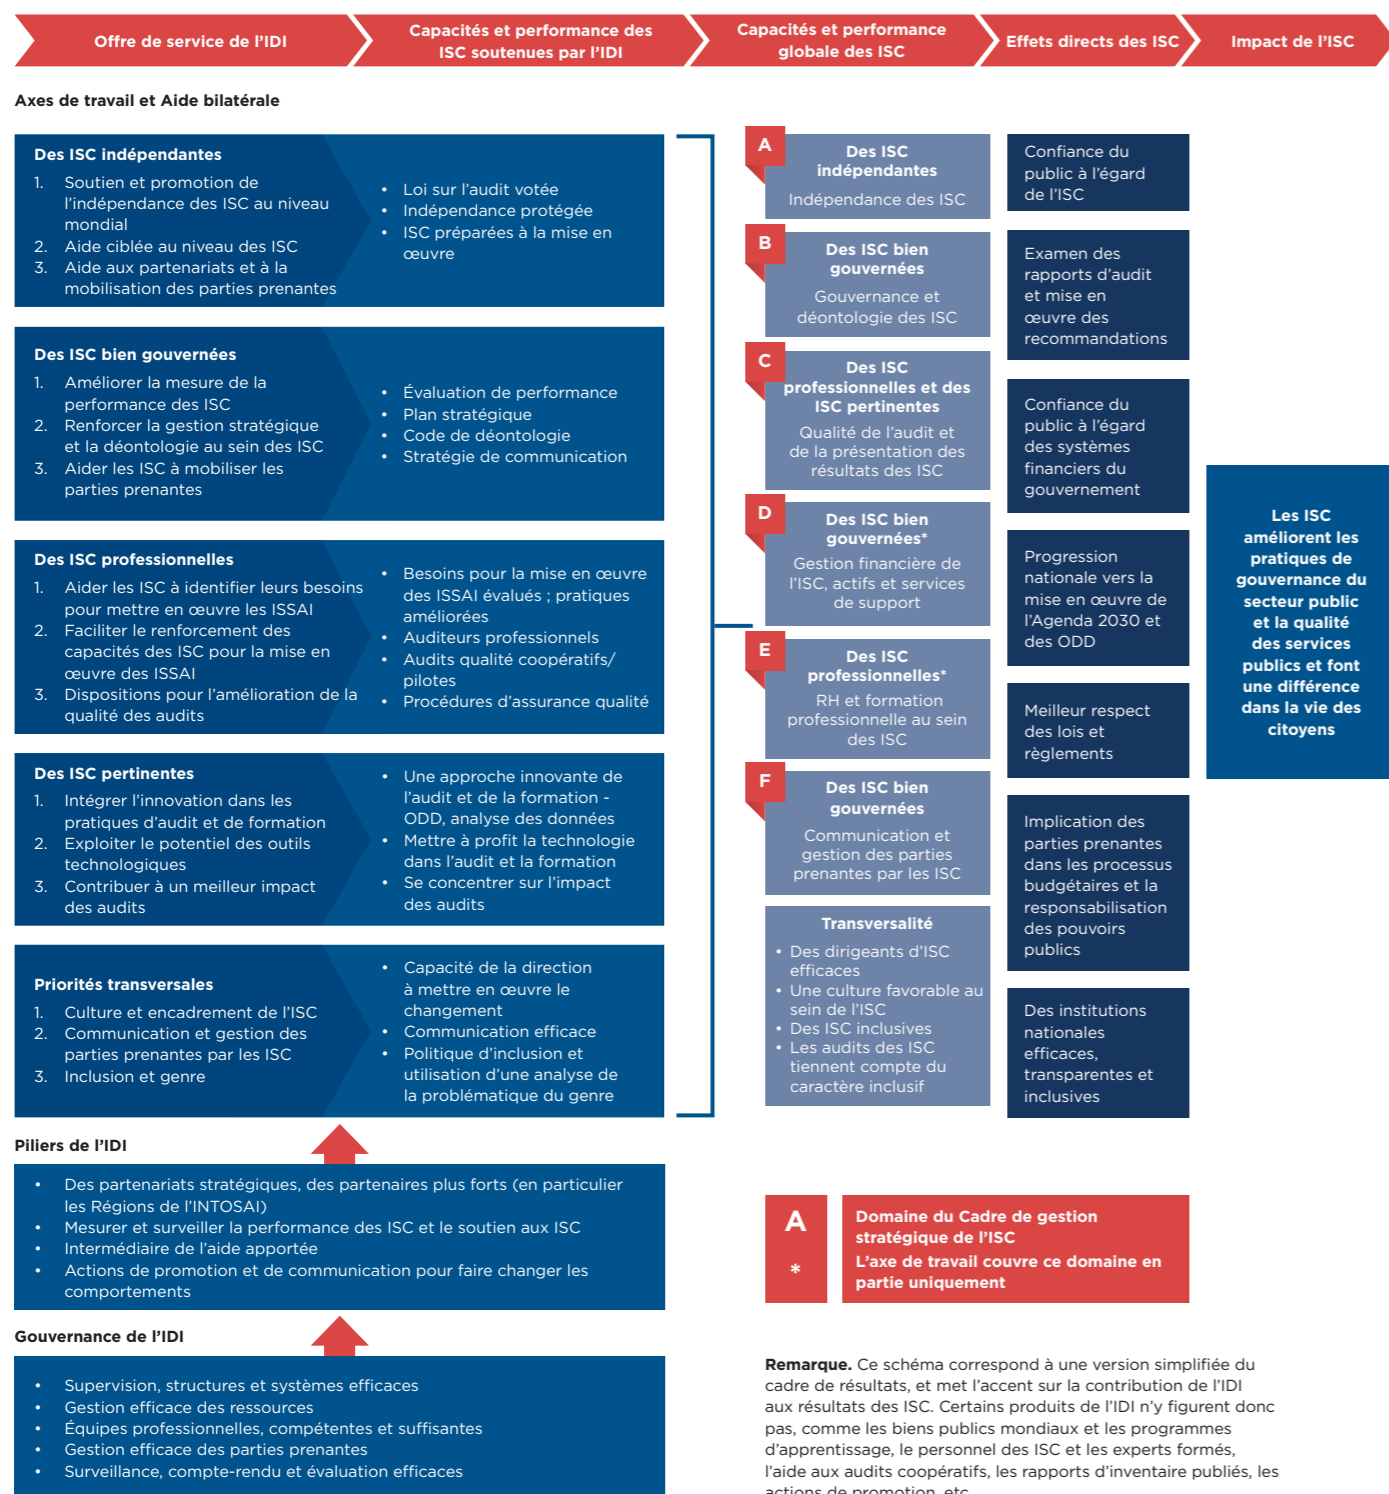 Offre de service de l'IDI
Capacités et performance des
ISC soutenues par l'IDI
Capacités et performance
globale des ISC
Effets directs des ISC
Impact de l'ISC
Axes de travail et Aide bilatérale
Des ISC indépendantes
1. Soutien et promotion de
l'indépendance des ISC au niveau
mondial
2. Aide ciblée au niveau des ISC
3. Aide aux partenariats et à la
mobilisation des parties prenantes
• Loi sur l'audit votée
• Indépendance protégée
• ISC préparées à la mise en
œuvre
Des ISC bien gouvernées
1. Améliorer la mesure de la
performance des ISC
2. Renforcer la gestion stratégique
et la déontologie au sein des ISC
3. Aider les ISC à mobiliser les
parties prenantes
• Évaluation de performance
• Plan stratégique
• Code de déontologie
• Stratégie de communication
Des ISC professionnelles
1. Aider les ISC à identifier leurs besoins
pour mettre en œuvre les ISSAI
2. Faciliter le renforcement des
capacités des ISC pour la mise en
œuvre des ISSAI
3. Dispositions pour l'amélioration de la
qualité des audits
• Besoins pour la mise en œuvre
des ISSAI évalués ; pratiques
améliorées
• Auditeurs professionnels
• Audits qualité coopératifs/
pilotes
• Procédures d'assurance qualité
Des ISC pertinentes
1. Intégrer l'innovation dans les
pratiques d'audit et de formation
2. Exploiter le potentiel des outils
technologiques
3. Contribuer à un meilleur impact
des audits
• Une approche innovante de
l'audit et de la formation -
ODD, analyse des données
• Mettre à profit la technologie
dans l'audit et la formation
• Se concentrer sur l'impact
des audits
Priorités transversales
1. Culture et encadrement de l'ISC
2. Communication et gestion des
parties prenantes par les ISC
3. Inclusion et genre
• Capacité de la direction
à mettre en œuvre le
changement
• Communication efficace
• Politique d'inclusion et
utilisation d'une analyse de
la problématique du genre
A
Des ISC
indépendantes
Indépendance des ISC
B
Des ISC bien
gouvernées
Gouvernance et
déontologie des ISC
C
Des ISC
professionnelles et des
ISC pertinentes
Qualité de l'audit et
de la présentation des
résultats des ISC
D
Des ISC bien
gouvernées*
Gestion financière de
l'ISC, actifs et services
de support
E
Des ISC
professionnelles*
RH et formation
professionnelle au sein
des ISC
F
Des ISC bien
gouvernées
Communication et
gestion des parties
prenantes par les ISC
Transversalité
• Des dirigeants d'ISC
efficaces
• Une culture favorable au
sein de l'ISC
• Des ISC inclusives
• Les audits des ISC
tiennent compte du
caractère inclusif
Confiance du
public à l'égard
de l'ISC
Examen des
rapports d'audit
et mise en
œuvre des
recommandations
Confiance du
public à l'égard
des systèmes
financiers du
gouvernement
Progression
nationale vers la
mise en œuvre de
l'Agenda 2030 et
des ODD
Meilleur respect
des lois et
règlements
Implication des
parties prenantes
dans les processus
budgétaires et la
responsabilisation
des pouvoirs
publics
Des institutions
nationales
efficaces,
transparentes et
inclusives
Les ISC
améliorent les
pratiques de
gouvernance du
secteur public
et la qualité
des services
publics et font
une différence
dans la vie des
citoyens
Piliers de l'IDI
• Des partenariats stratégiques, des partenaires plus forts (en particulier
les Régions de l'INTOSAI)
• Mesurer et surveiller la performance des ISC et le soutien aux ISC
• Intermédiaire de l'aide apportée
• Actions de promotion et de communication pour faire changer les
comportements
Gouvernance de l'IDI
• Supervision, structures et systèmes efficaces
• Gestion efficace des ressources
• Équipes professionnelles, compétentes et suffisantes
• Gestion efficace des parties prenantes
• Surveillance, compte-rendu et évaluation efficaces
A
Domaine du Cadre de gestion
stratégique de l'ISC
*
L'axe de travail couvre ce domaine en
partie uniquement
Remarque. Ce schéma correspond à une version simplifiée du
cadre de résultats, et met l'accent sur la contribution de l'IDI
aux résultats des ISC. Certains produits de l'IDI n'y figurent donc
pas, comme les biens publics mondiaux et les programmes
d'apprentissage, le personnel des ISC et les experts formés,
l'aide aux audits coopératifs, les rapports d'inventaire publiés, les
actions de promotion, etc.